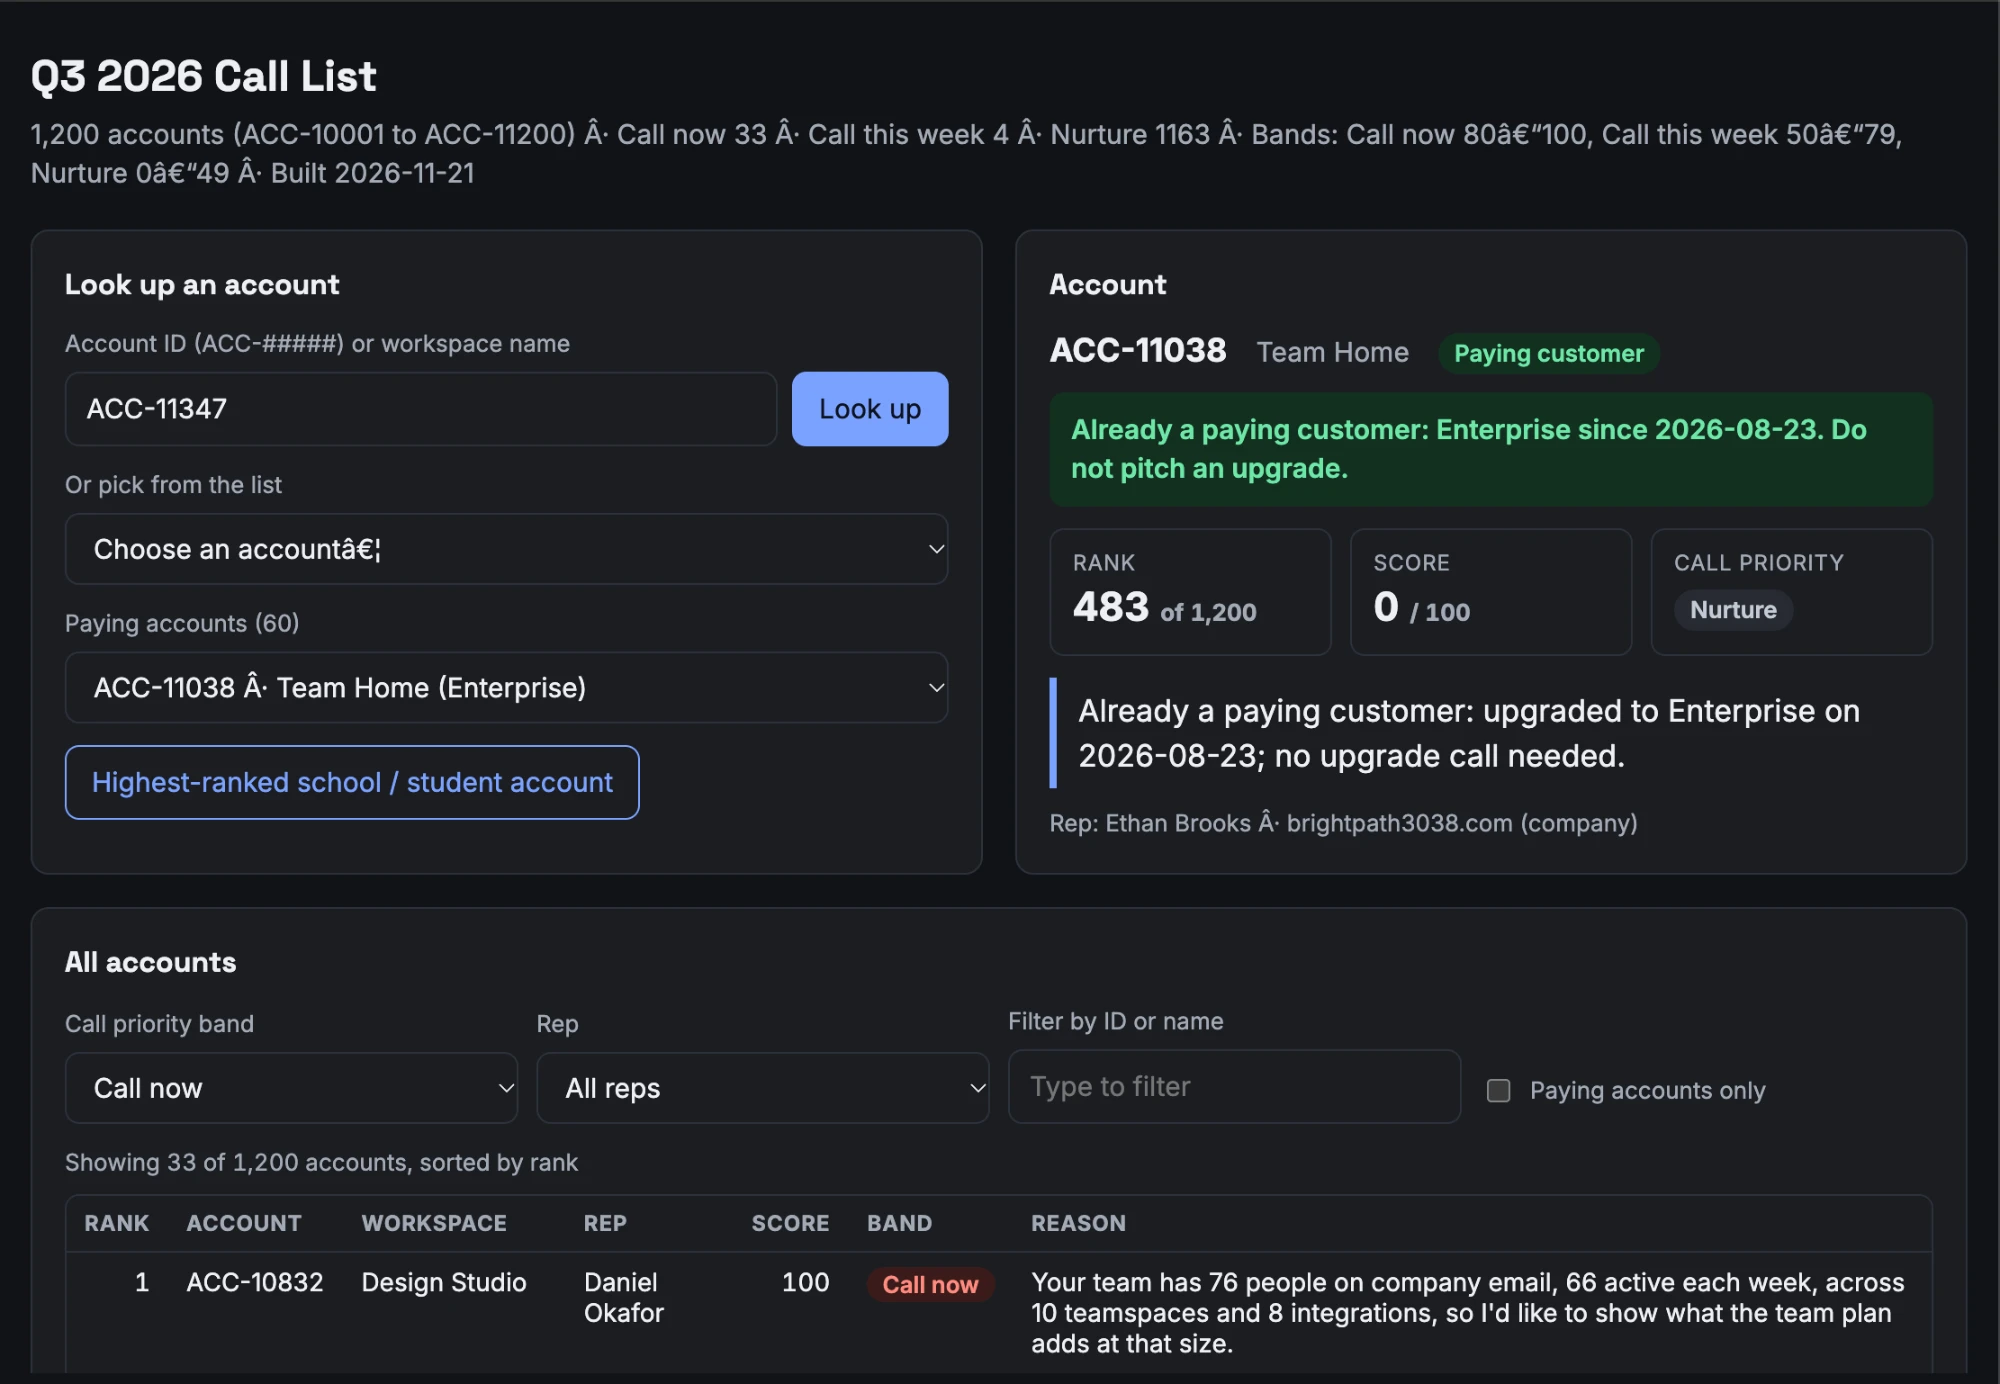 Q3 2026 Call List
1,200 accounts (ACC-10001 to ACC-11200) Â· Call now 33 Â· Call this week 4 Â· Nurture 1163 Â· Bands: Call now 80â€“100, Call this week 50â€“79,
Nurture 0â€“49 Â· Built 2026-11-21
Look up an account
Account ID (ACC-#####) or workspace name
ACC-11347
Look up
Or pick from the list
Choose an accountâ€¦
Paying accounts (60)
ACC-11038 Â· Team Home (Enterprise)
Highest-ranked school / student account
Account
ACC-11038 Team Home Paying customer
Already a paying customer: Enterprise since 2026-08-23. Do
not pitch an upgrade.
RANK
483 of 1,200
SCORE
0 / 100
CALL PRIORITY
Nurture
Already a paying customer: upgraded to Enterprise on
2026-08-23; no upgrade call needed.
Rep: Ethan Brooks Â· brightpath3038.com (company)
All accounts
Call priority band
Call now
Rep
All reps
Filter by ID or name
Type to filter
Paying accounts only
Showing 33 of 1,200 accounts, sorted by rank
RANK ACCOUNT WORKSPACE REP SCORE BAND REASON
1 ACC-10832 Design Studio Daniel Okafor 100 Call now Your team has 76 people on company email, 66 active each week, across
10 teamspaces and 8 integrations, so I'd like to show what the team plan
adds at that size.